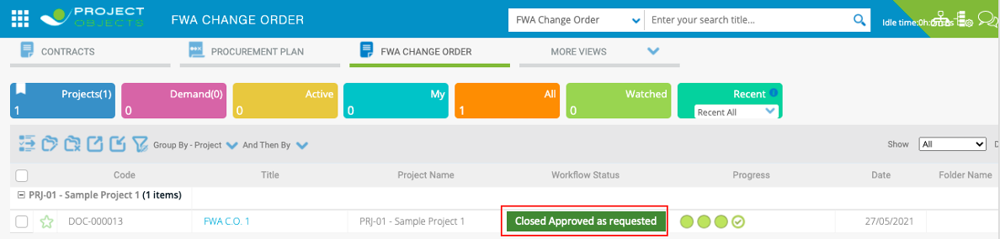 PROJECT
OBJECTS
FWA CHANGE ORDER
FWA Change Order
Enter your search title...
Idle time:0h:
CONTRACTS
PROCUREMENT PLAN
FWA CHANGE ORDER
MORE VIEWS
Projects(1)
1
Demand(0)
0
Active
0
My
0
All
1
Watched
0
Recent
Recent All
Group By - Project
And Then By
Show
All
D
Code
Title
Project Name
Workflow Status
Progress
Date
Folder Name
PRJ-01 - Sample Project 1 (1 items)
DOC-000013
FWA C.O. 1
PRJ-01 - Sample Project 1
Closed Approved as requested
27/05/2021